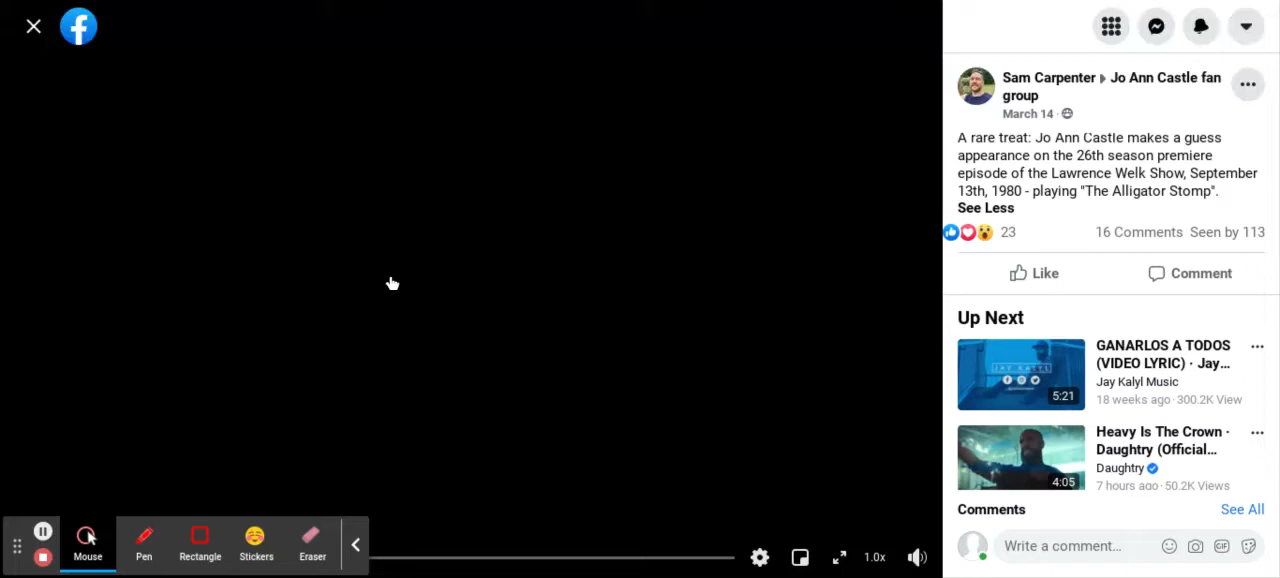 Sam Carpenter ▸ Jo Ann Castle fan
group
March 14 ·
A rare treat: Jo Ann Castle makes a guess
appearance on the 26th season premiere
episode of the Lawrence Welk Show, September
13th, 1980 - playing "The Alligator Stomp".
See Less
23
16 Comments Seen by 113
Like
Comment
Up Next
GANARLOS A TODOS
(VIDEO LYRIC) · Jay...
Jay Kalyl Music
18 weeks ago · 300.2K View
JAY KALYL
5:21
Heavy Is The Crown ·
Daughtry (Official...
Daughtry
7 hours ago · 50.2K Views
4:05
Comments
See All
Write a comment...
GIF
Mouse
Pen
Rectangle
Stickers
Eraser
1.0x